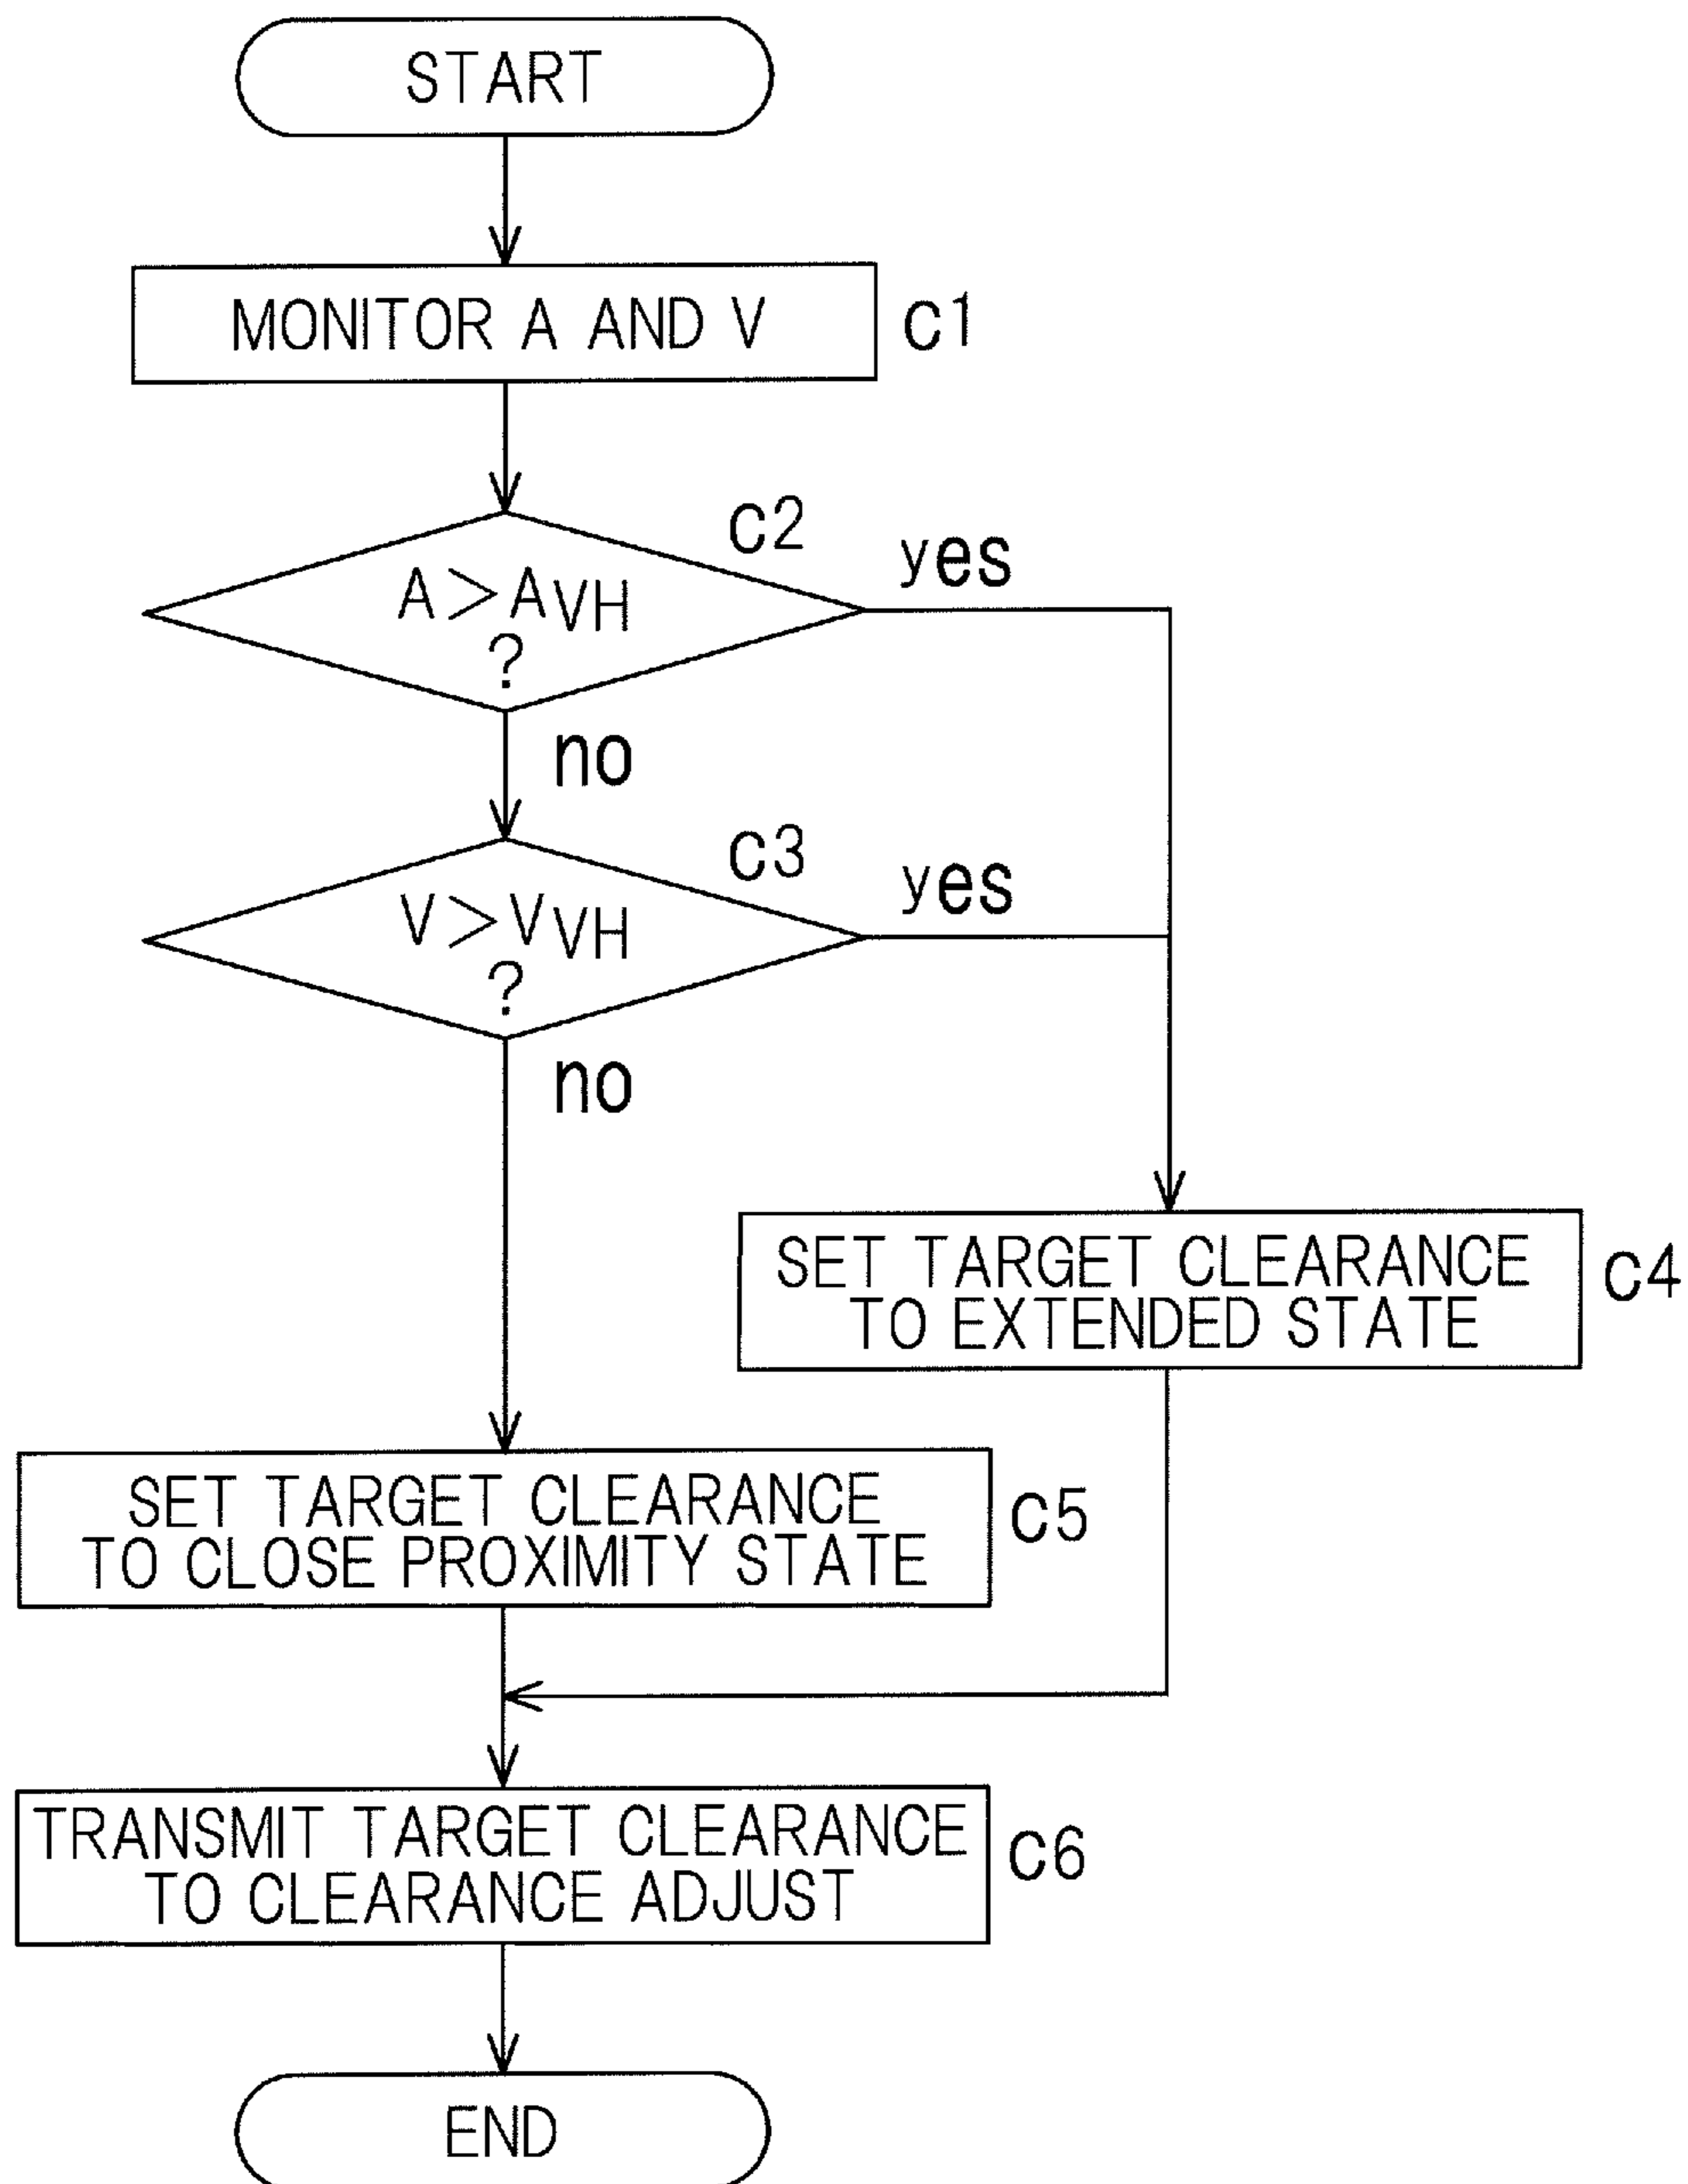 START
MONITOR A AND V
c1
c2
yes
A>AVH
?
no
c3
yes
V>VVH
?
no
SET TARGET CLEARANCE
TO EXTENDED STATE
c4
SET TARGET CLEARANCE
TO CLOSE PROXIMITY STATE
c5
TRANSMIT TARGET CLEARANCE
TO CLEARANCE ADJUST
c6
END